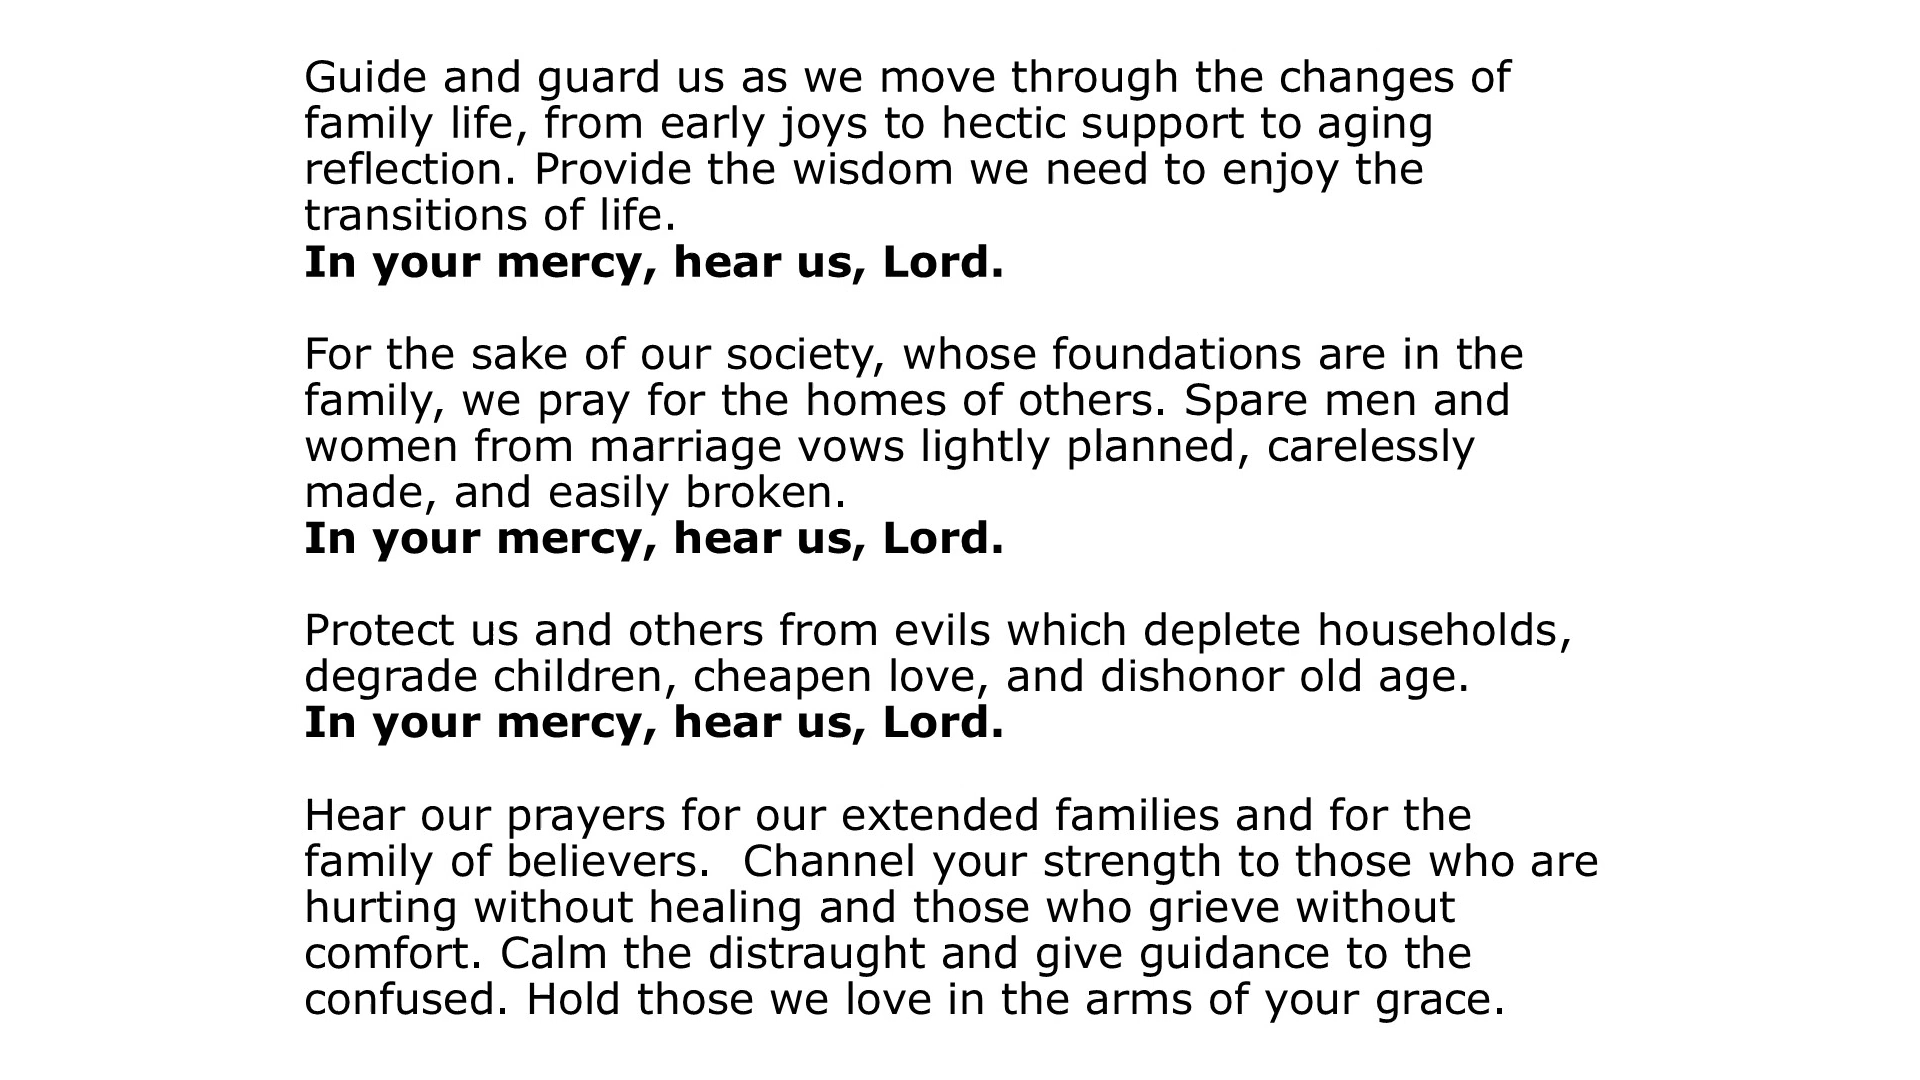 Guide and guard us as we move through the changes of
family life, from early joys to hectic support to aging
reflection. Provide the wisdom we need to enjoy the
transitions of life.
In your mercy, hear us, Lord.
For the sake of our society, whose foundations are in the
family, we pray for the homes of others. Spare men and
women from marriage vows lightly planned, carelessly
made, and easily broken.
In your mercy, hear us, Lord.
Protect us and others from evils which deplete households,
degrade children, cheapen love, and dishonor old age.
In your mercy, hear us, Lord.
Hear our prayers for our extended families and for the
family of believers.  Channel your strength to those who are
hurting without healing and those who grieve without
comfort. Calm the distraught and give guidance to the
confused. Hold those we love in the arms of your grace.